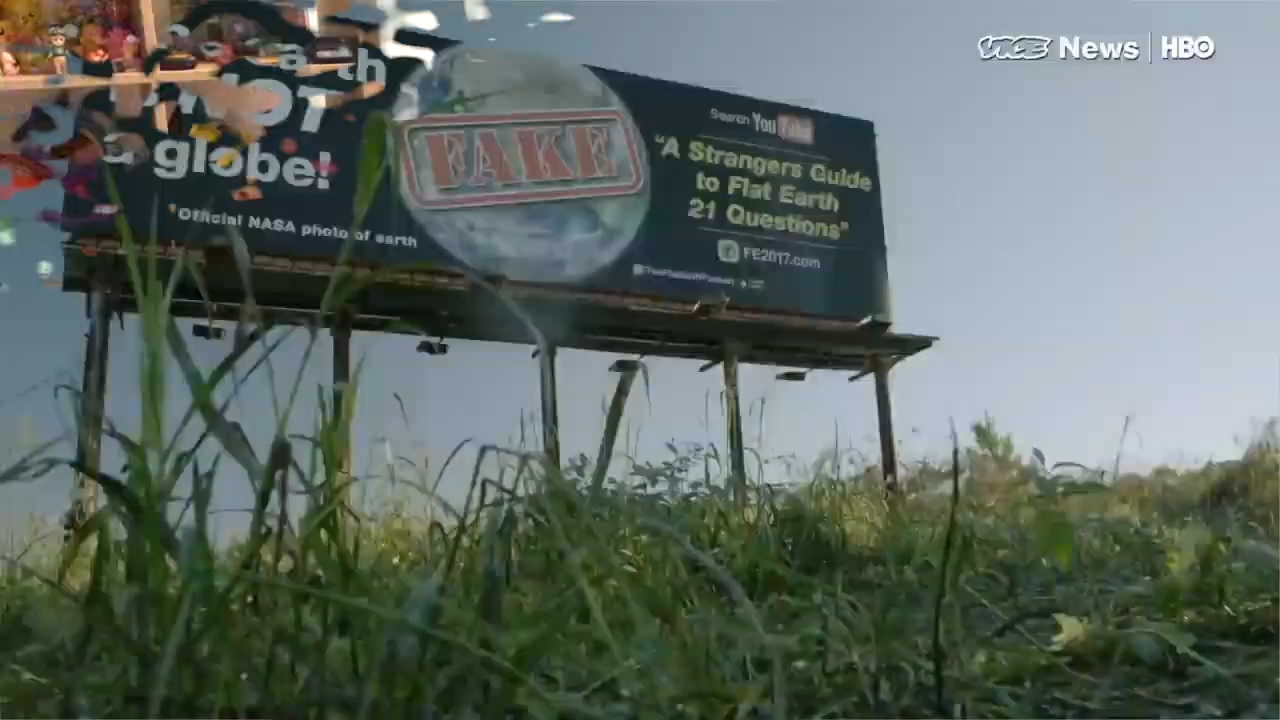 VICE News | HBO
NOT
a globe!
*Official NASA photo of earth
FAKE
Search YouTube
"A Strangers Guide
to Flat Earth
21 Questions"
FE2017.com